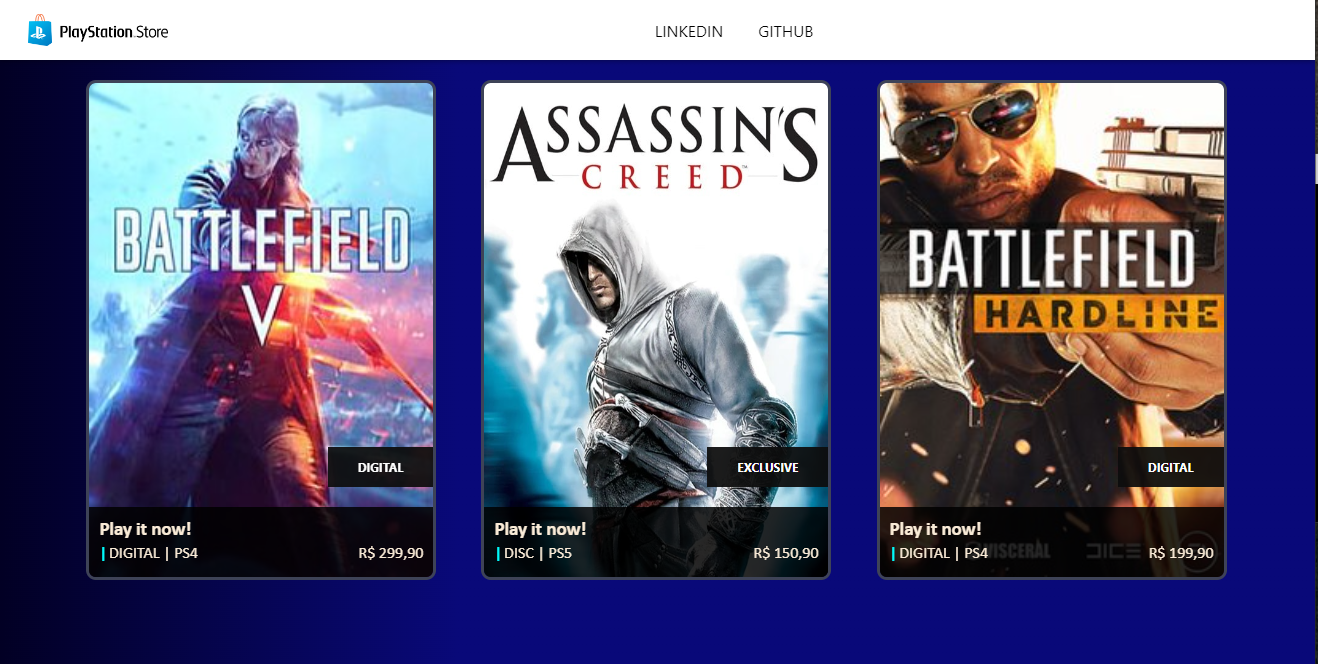 PlayStation.Store
LINKEDIN
GITHUB
BATTLEFIELD
V
DIGITAL
Play it now!
| DIGITAL | PS4
R$ 299,90
ASSASSIN'S
CREED™
EXCLUSIVE
Play it now!
| DISC | PS5
R$ 150,90
BATTLEFIELD
HARDLINE
DIGITAL
Play it now!
| DIGITAL | PS4
VISCERAL
DICE
R$ 199,90